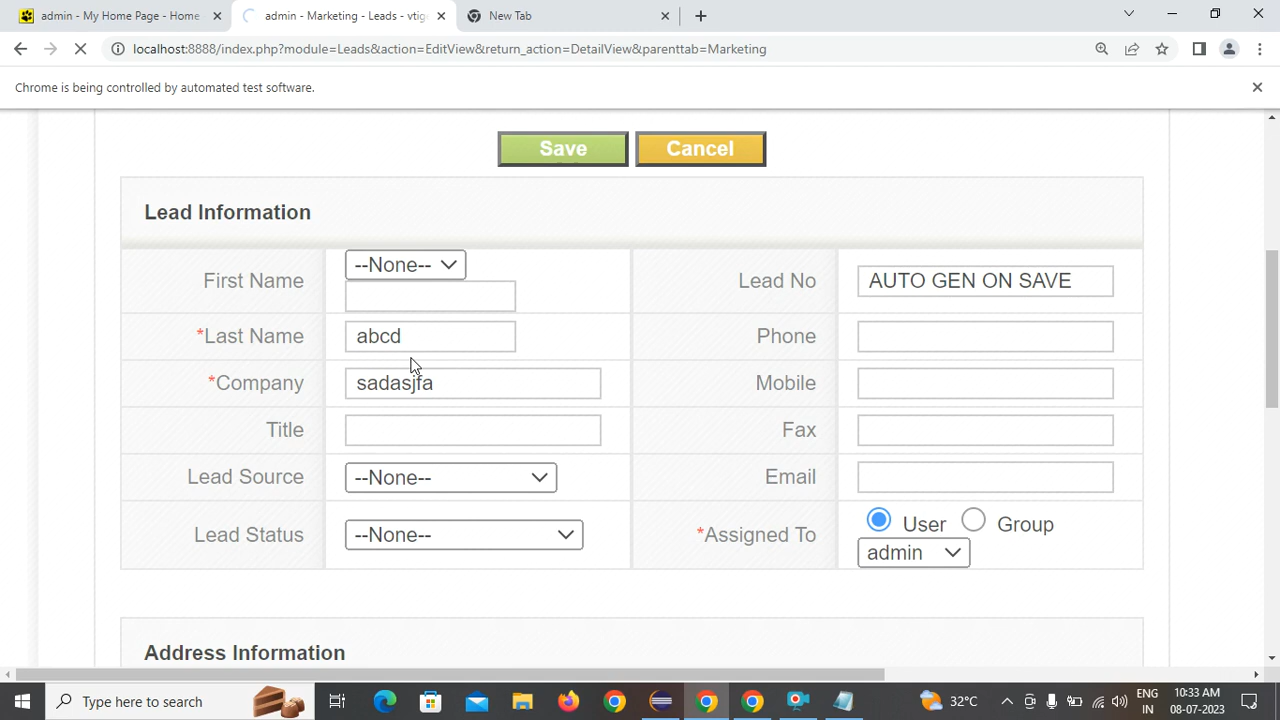 admin - My Home Page - Home
admin - Marketing - Leads - vtig
New Tab
localhost:8888/index.php?module=Leads&action=EditView&return_action=DetailView&parenttab=Marketing
Chrome is being controlled by automated test software.
Save Cancel
Lead Information
First Name --None-- Lead No AUTO GEN ON SAVE
*Last Name abcd Phone
*Company sadasjfa Mobile
Title Fax
Lead Source --None-- Email
Lead Status --None-- *Assigned To User Group
admin
Address Information
Type here to search
32°C
ENG
IN
10:33 AM
08-07-2023